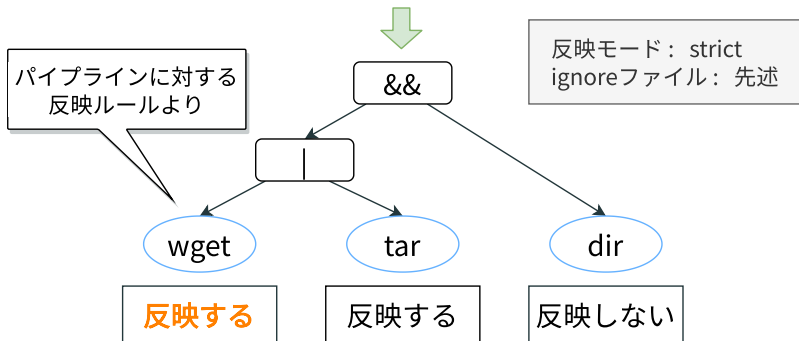 反映モード： strict
ignoreファイル： 先述
パイプラインに対する
反映ルールより
&&
|
wget
tar
dir
反映する
反映する
反映しない